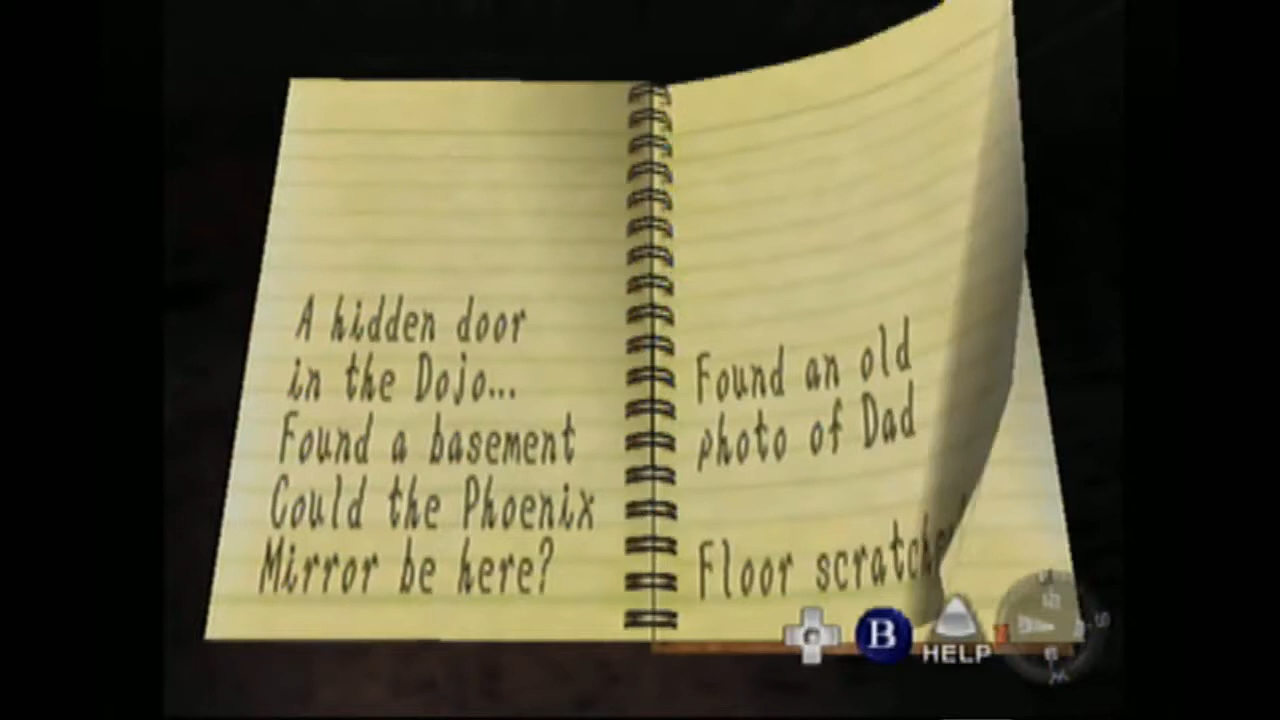 A hidden door
in the Dojo...
Found a basement
Could the Phoenix
Mirror be here?
Found an old
photo of Dad
Floor
B
HELP